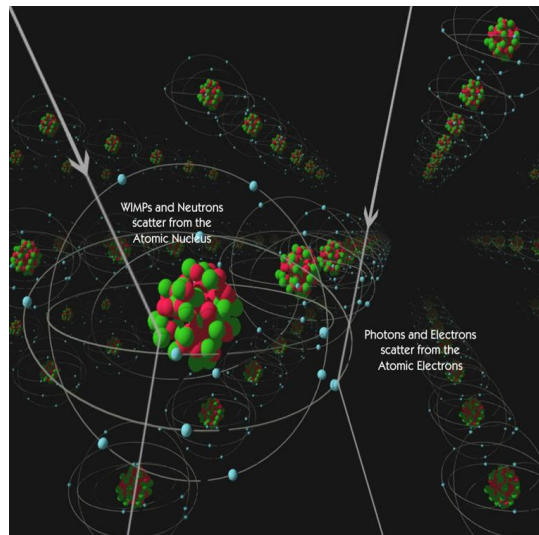 WIMPs and Neutrons
scatter from the
Atomic Nucleus
Photons and Electrons
scatter from the
Atomic Electrons